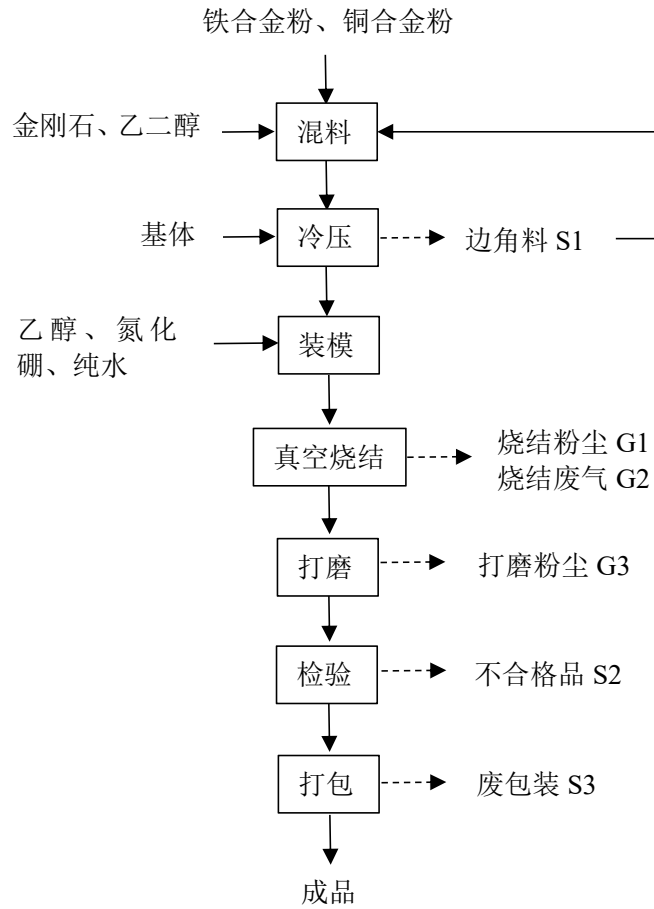 铁合金粉、铜合金粉
金刚石、乙二醇
混料
基体
冷压
边角料 S1
乙醇、氮化
硼、纯水
装模
真空烧结
烧结粉尘 G1
烧结废气 G2
打磨
打磨粉尘 G3
检验
不合格品 S2
打包
废包装 S3
成品